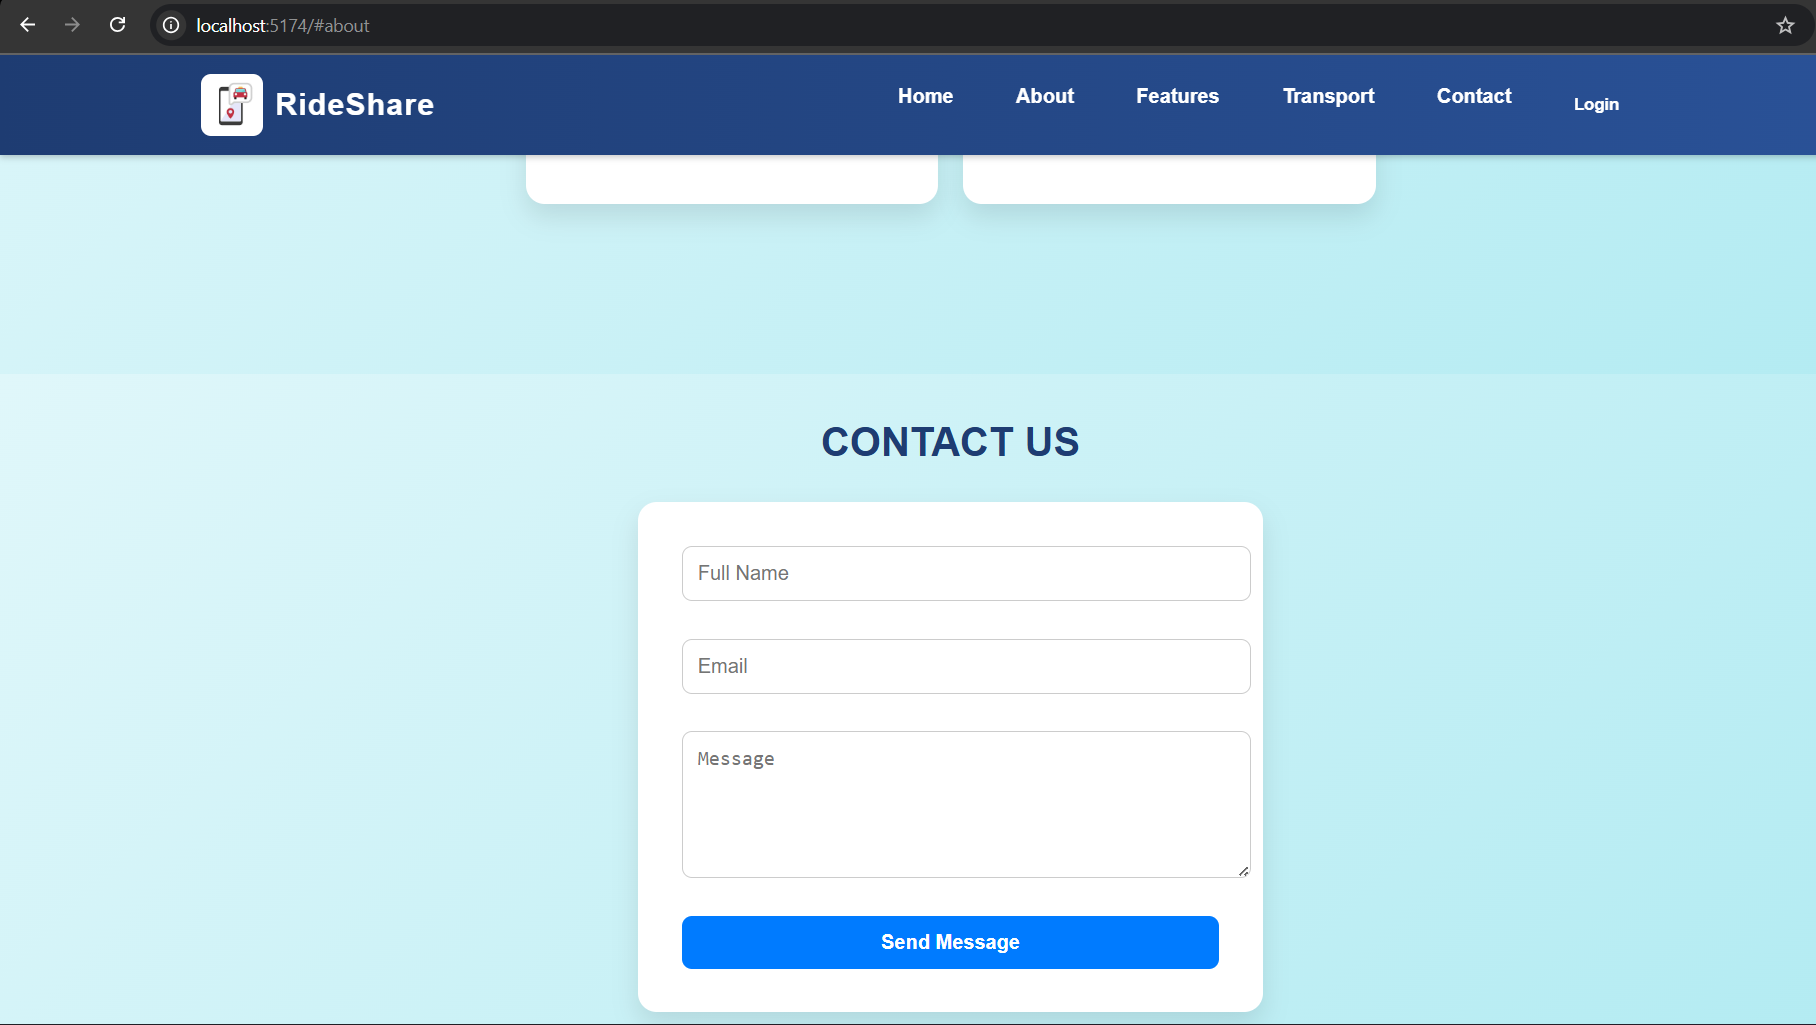 localhost:5174/#about
RideShare
Home About Features Transport Contact Login
CONTACT US
Full Name
Email
Message
Send Message